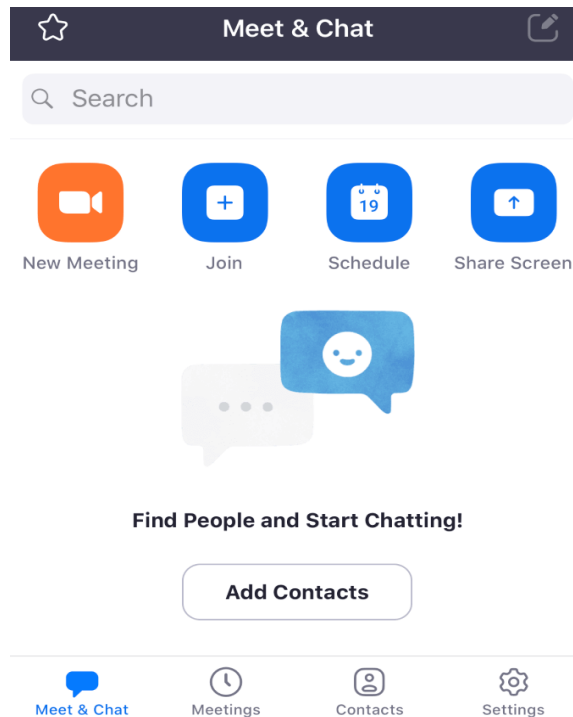 Meet & Chat
Search
19
New Meeting Join Schedule Share Screen
Find People and Start Chatting!
Add Contacts
Meet & Chat Meetings Contacts Settings